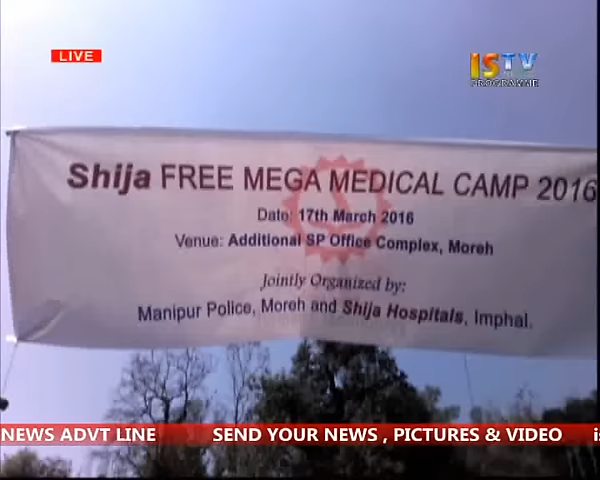 LIVE
ISTV
PROGRAMME
Shija FREE MEGA MEDICAL CAMP 2016
Date: 17th March 2016
Venue: Additional SP Office Complex, Moreh
Jointly Organized by:
Manipur Police, Moreh and Shija Hospitals, Imphal.
NEWS ADVT LINE SEND YOUR NEWS , PICTURES & VIDEO